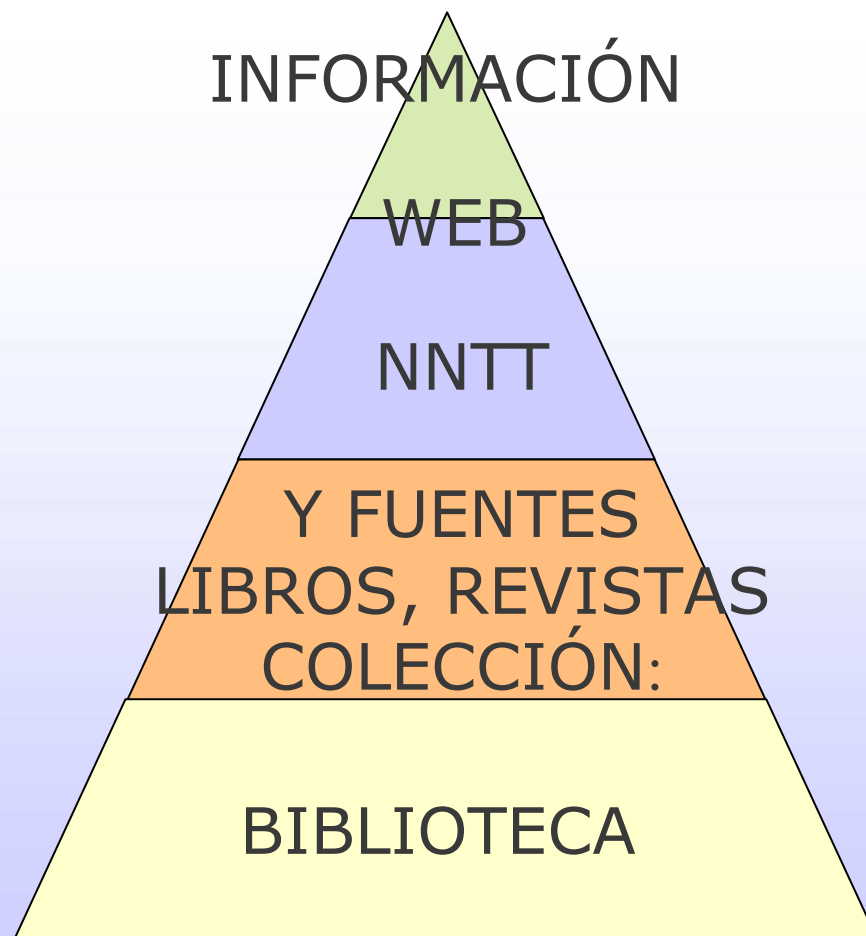 INFORMACIÓN
WEB
NNTT
Y FUENTES
LIBROS, REVISTAS
COLECCIÓN:
BIBLIOTECA